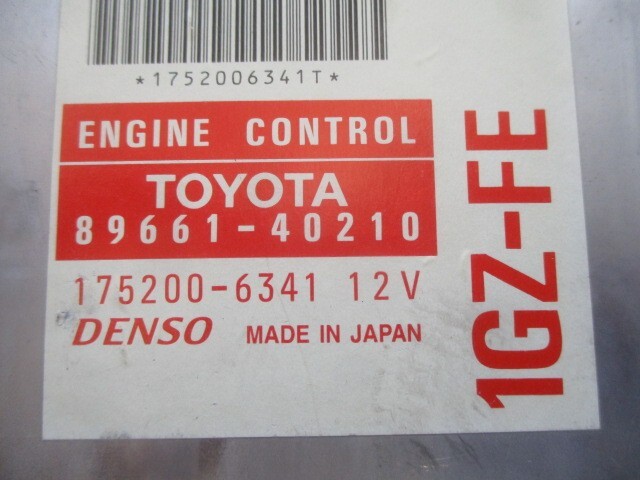 *1752006341T*
ENGINE CONTROL
TOYOTA
89661-40210
175200-6341 12V
DENSO MADE IN JAPAN
1GZ-FE